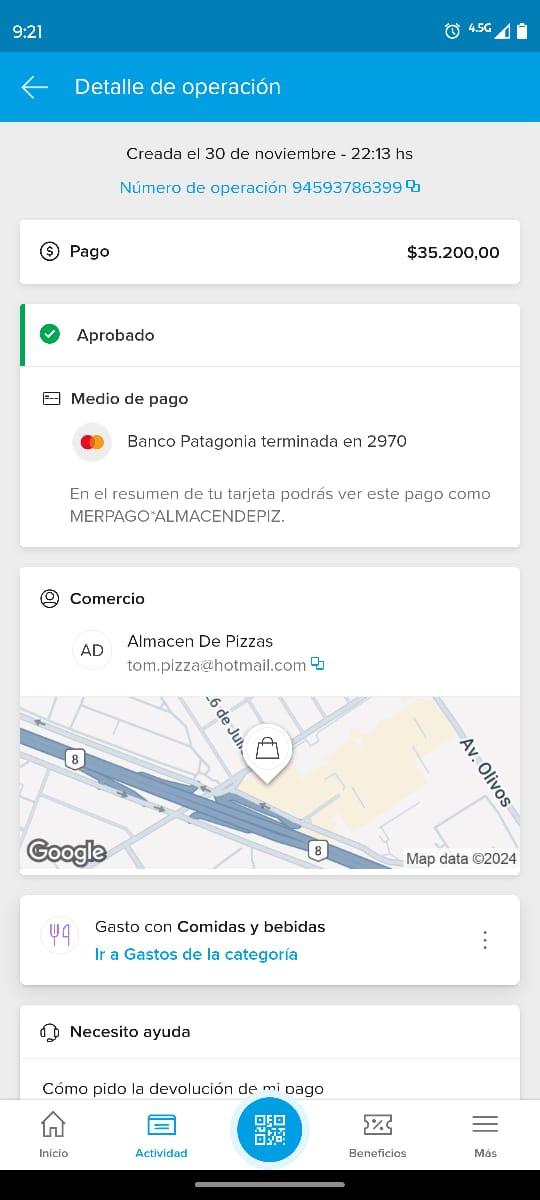 9:21
4.5G
Detalle de operación
Creada el 30 de noviembre - 22:13 hs
Número de operación 94593786399
Pago
$35.200,00
Aprobado
Medio de pago
Banco Patagonia terminada en 2970
En el resumen de tu tarjeta podrás ver este pago como
MERPAGO*ALMACENDEPIZ.
Comercio
AD
Almacen De Pizzas
tom.pizza@hotmail.com
6 de Jul
8
Av. Olivos
8
Google
Map data ©2024
Gasto con Comidas y bebidas
Ir a Gastos de la categoría
Necesito ayuda
Cómo pido la devolución de mi pago
Inicio
Actividad
Beneficios
Más